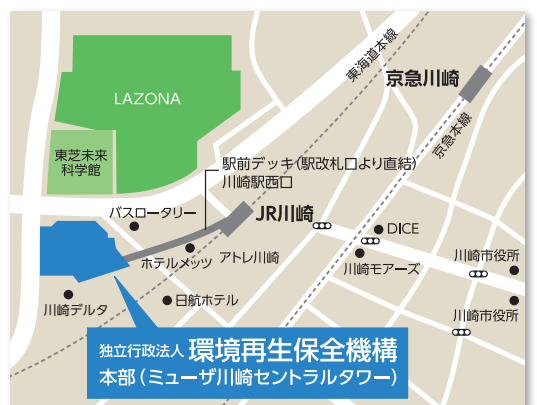 東海道本線
京急川崎
LAZONA
京急本線
東芝未来
科学館
駅前デッキ(駅改札口より直結)
川崎駅西口
バスロータリー
JR川崎
DICE
ホテルメッツ
アトレ川崎
川崎モアーズ
川崎市役所
川崎デルタ
日航ホテル
川崎市役所
独立行政法人 環境再生保全機構
本部(ミューザ川崎セントラルタワー)